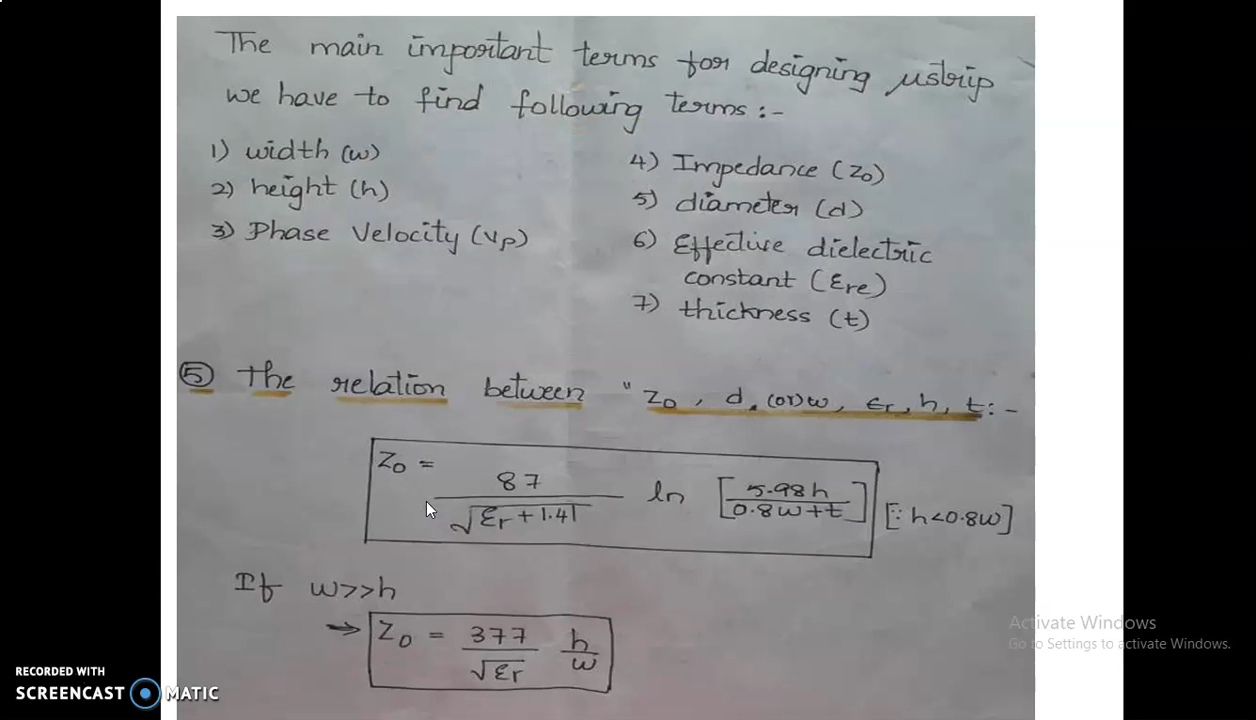 The main important terms for designing μstrip
we have to find following terms :-
1) width (w)
2) height (h)
3) Phase Velocity (Vp)
4) Impedance (Z₀)
5) diameter (d)
6) Effective dielectric
constant (εre)
7) thickness (t)
⑤ The relation between "Z₀, d, (or) w, εr, h, t :-
Z₀ = 87 / √(εr + 1.41) ln [5.98h / 0.8w + t] [∵ h < 0.8w]
If w >> h
→ Z₀ = 377 / √εr h / w
Activate Windows
Go to Settings to activate Windows.
RECORDED WITH
SCREENCAST MATIC